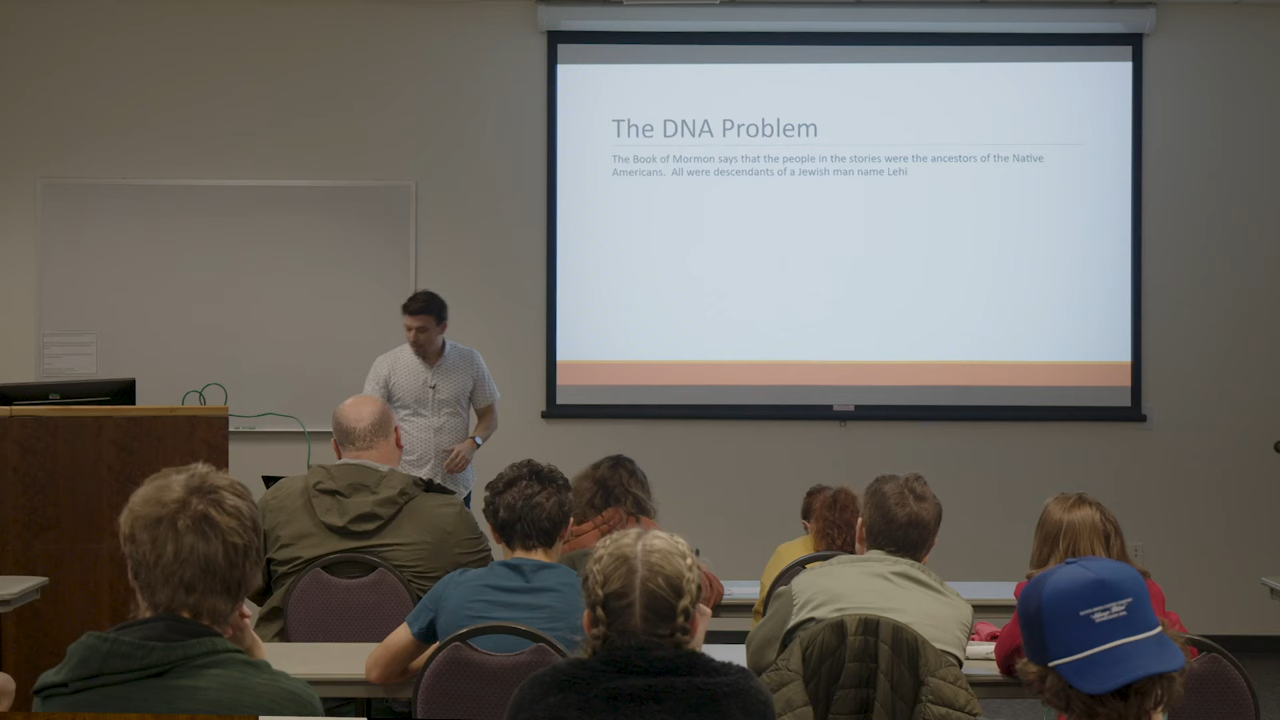 The DNA Problem
The Book of Mormon says that the people in the stories were the ancestors of the Native
Americans. All were descendants of a Jewish man name Lehi